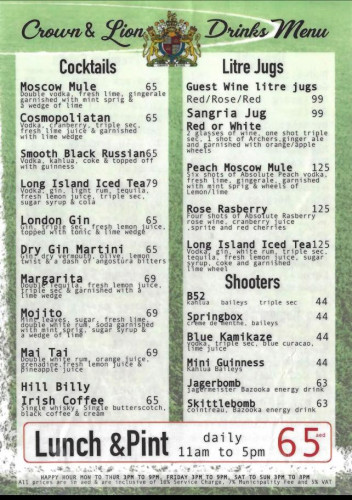 Crown & Lion Drinks Menu
Cocktails
Moscow Mule 65
Double vodka, fresh lime, gingerale
garnished with mint sprig &
a wedge of lime
Cosmopoliatan 65
Vodka, cranberry, triple sec,
fresh lime juice & garnished
with lime wedge
Smooth Black Russian 65
Vodka, kahlua, coke & topped off
with guinness
Long Island Iced Tea 79
Vodka, gin, light rum, tequila,
fresh lemon juice, triple sec,
sugar syrup & cola
London Gin 65
Gin, triple sec, fresh lemon juice,
topped with tonic & lime wedge
Dry Gin Martini 65
Gin, dry vermouth, olive, lemon
twist & a dash of angostora bitters
Margarita 69
Double tequila, fresh lemon juice,
triple sec & garnished with a
lime wedge
Mojito 69
Mint leaves, sugar, fresh lime,
double white rum, soda garnished
with mint sprig, sugar syrup &
a wedge of lime
Mai Tai 69
Double white rum, orange juice,
grenadine, fresh lemon juice &
pineapple juice
Hill Billy
Irish Coffee 65
Single whisky, Single butterscotch,
black coffee & cream
Litre Jugs
Guest Wine litre jugs
Red/Rose/Red 99
Sangria Jug 99
Red or White
2 glasses of wine, one shot triple
sec, 1 shot of Archers,ginger ale
and garnished with orange/apple
wheels
Peach Moscow Mule 125
Six shots of Absolute Peach vodka,
fresh lime, gingerale, garnished
with mint sprig & a wedge of
lime
Rose Rasberry 125
Four shots of Absolute Rasberry
rose wine, cranberry juice
,sprite and red cherries
Long Island Iced Tea 125
Vodka, gin, white rum, triple sec,
tequila, fresh lemon juice, sugar
syrup, coke and garnished
lime wheel
Shooters
B52 44
kahlua baileys triple sec
Springbox 44
Creme de menthe, baileys
Blue Kamikaze 44
vodka, triple sec, blue curacao,
lime juice
Mini Guinness 44
Kahlua Baileys
Jagerbomb 63
jagermeister Bazooka energy drink
Skittlebomb 63
Cointreau, Bazooka energy drink
Lunch &Pint daily
11am to 5pm 65 aed
HAPPY HOUR MON TO THUR 3PM TO 9PM, FRIDAY 3PM TO 9PM, SAT TO SUN 3PM TO 8PM
All prices are in aed & are inclusive of 10% Service Charge, 7% Municipality Fee and 5% VAT